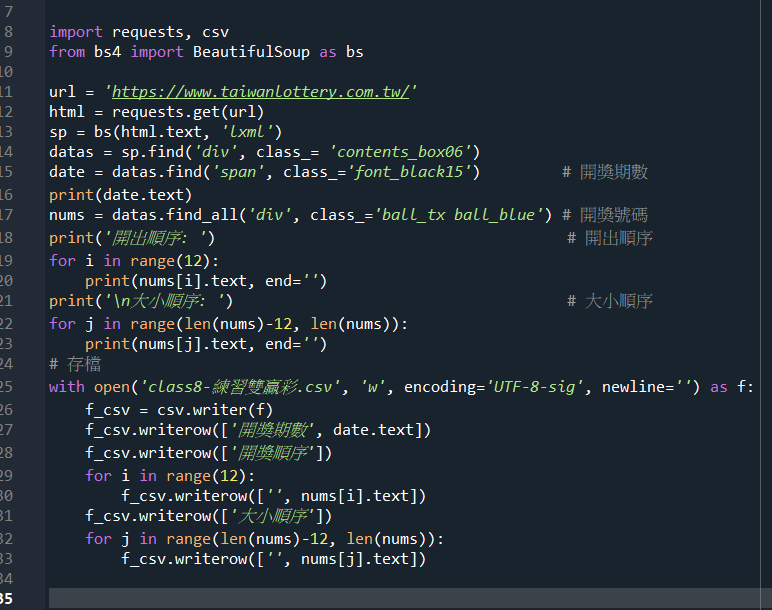 7
8 import requests, csv
9 from bs4 import BeautifulSoup as bs
10
11 url = 'https://www.taiwanlottery.com.tw/'
12 html = requests.get(url)
13 sp = bs(html.text, 'lxml')
14 datas = sp.find('div', class_= 'contents_box06')
15 date = datas.find('span', class_='font_black15')         # 開獎期數
16 print(date.text)
17 nums = datas.find_all('div', class_='ball_tx ball_blue') # 開獎號碼
18 print('開出順序: ')                                       # 開出順序
19 for i in range(12):
20     print(nums[i].text, end='')
21 print('\n大小順序: ')                                     # 大小順序
22 for j in range(len(nums)-12, len(nums)):
23     print(nums[j].text, end='')
24 # 存檔
25 with open('class8-練習雙贏彩.csv', 'w', encoding='UTF-8-sig', newline='') as f:
26     f_csv = csv.writer(f)
27     f_csv.writerow(['開獎期數', date.text])
28     f_csv.writerow(['開獎順序'])
29     for i in range(12):
30         f_csv.writerow(['', nums[i].text])
31     f_csv.writerow(['大小順序'])
32     for j in range(len(nums)-12, len(nums)):
33         f_csv.writerow(['', nums[j].text])
34
35